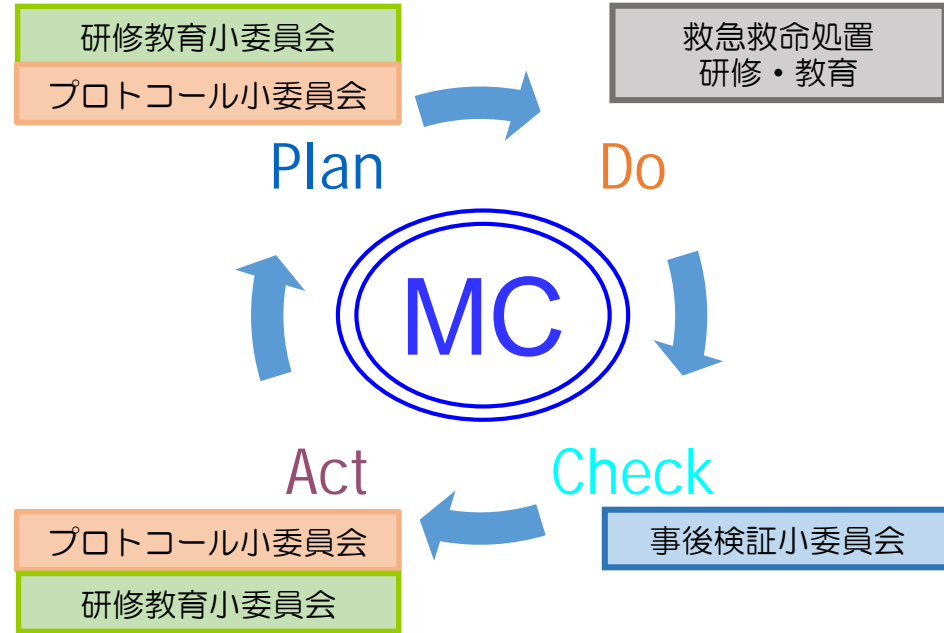 研修教育小委員会
プロトコール小委員会
救急救命処置
研修・教育
Plan
Do
MC
Act
Check
プロトコール小委員会
研修教育小委員会
事後検証小委員会